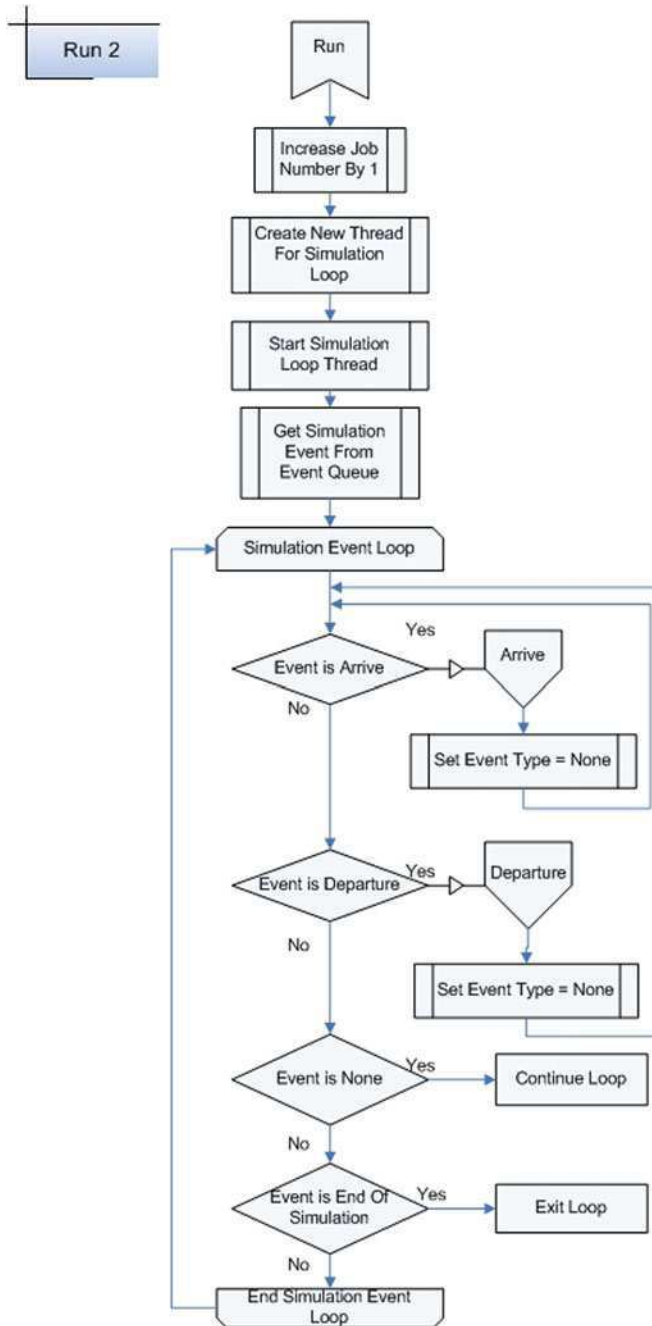 Run 2
Run
Increase Job
Number By 1
Create New Thread
For Simulation
Loop
Start Simulation
Loop Thread
Get Simulation
Event From
Event Queue
Simulation Event Loop
Event is Arrive
Yes
Arrive
No
Set Event Type = None
Event is Departure
Yes
Departure
No
Set Event Type = None
Event is None
Yes
Continue Loop
No
Event is End Of
Simulation
Yes
Exit Loop
No
End Simulation Event
Loop